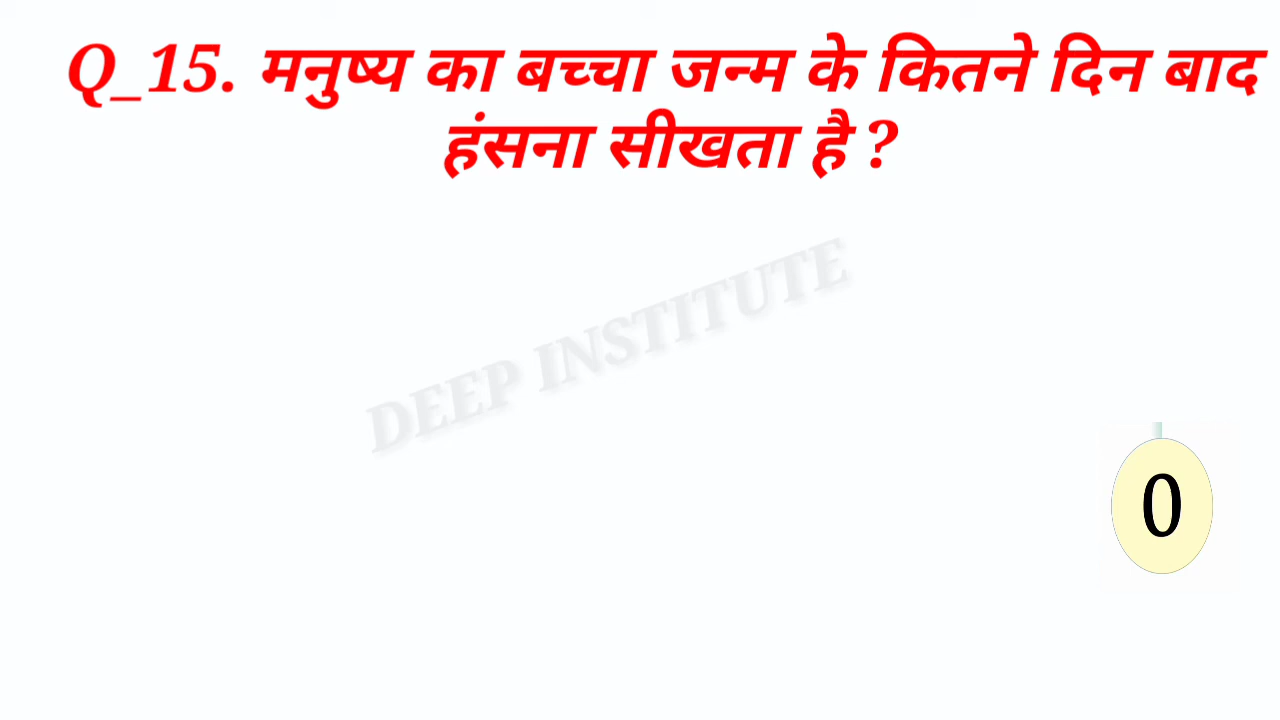 Q_15. मनुष्य का बच्चा जन्म के कितने दिन बाद
हंसना सीखता है ?
DEEP INSTITUTE
0